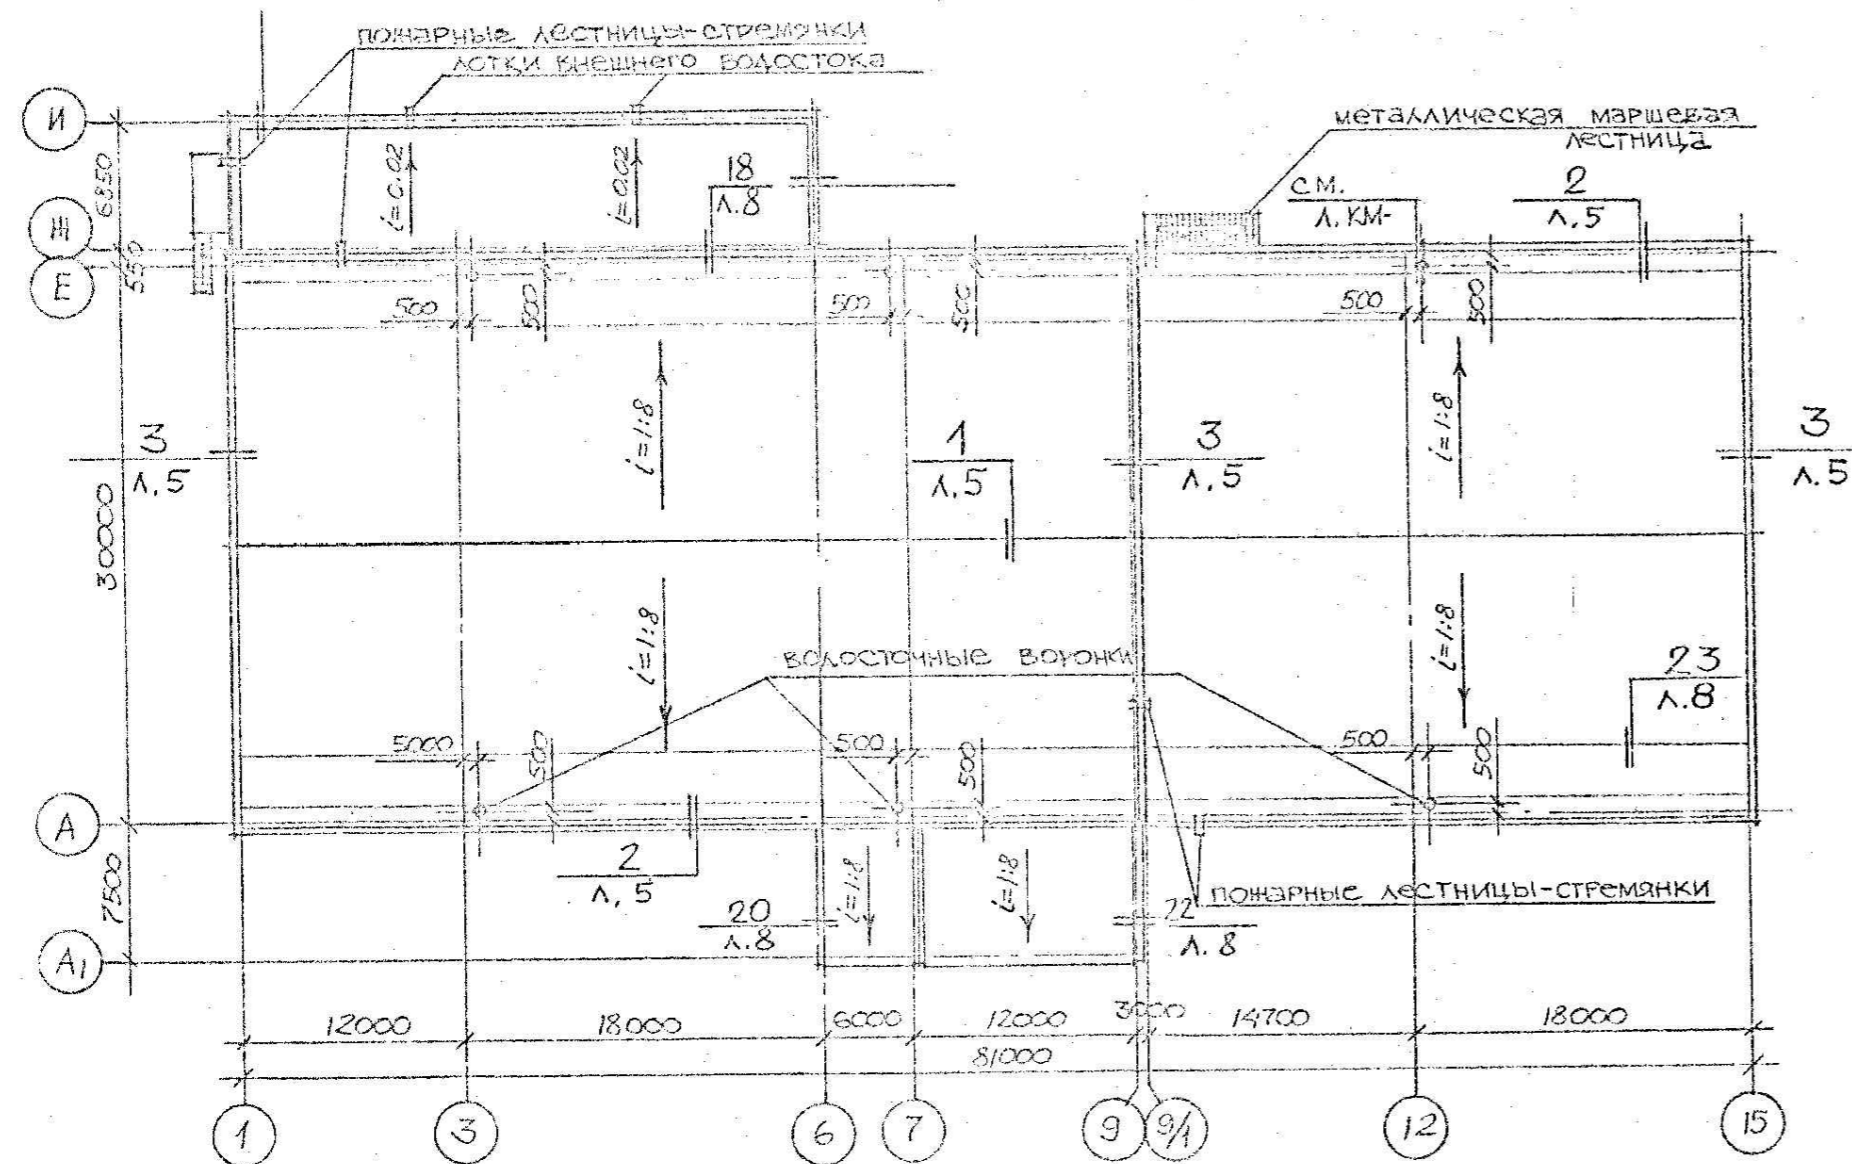 пожарные лестницы-стремянки
лотки внешнего водостока
металлическая маршевая
лестница
И
Ж
Е
6850
550
i=0.02
i=0.02
18
л.8
см.
л. КМ-
2
л.5
500
500
500
500
500
500
3
л.5
i=1:8
1
л.5
3
л.5
i=1:8
3
л.5
30000
i=1:8
водосточные воронки
i=1:8
23
л.8
5000
500
500
500
500
500
А
7500
А1
2
л.5
20
л.8
i=1:8
i=1:8
22
л.8
пожарные лестницы-стремянки
12000
18000
6000
12000
3000
14700
18000
81000
1
3
6
7
9
9/1
12
15